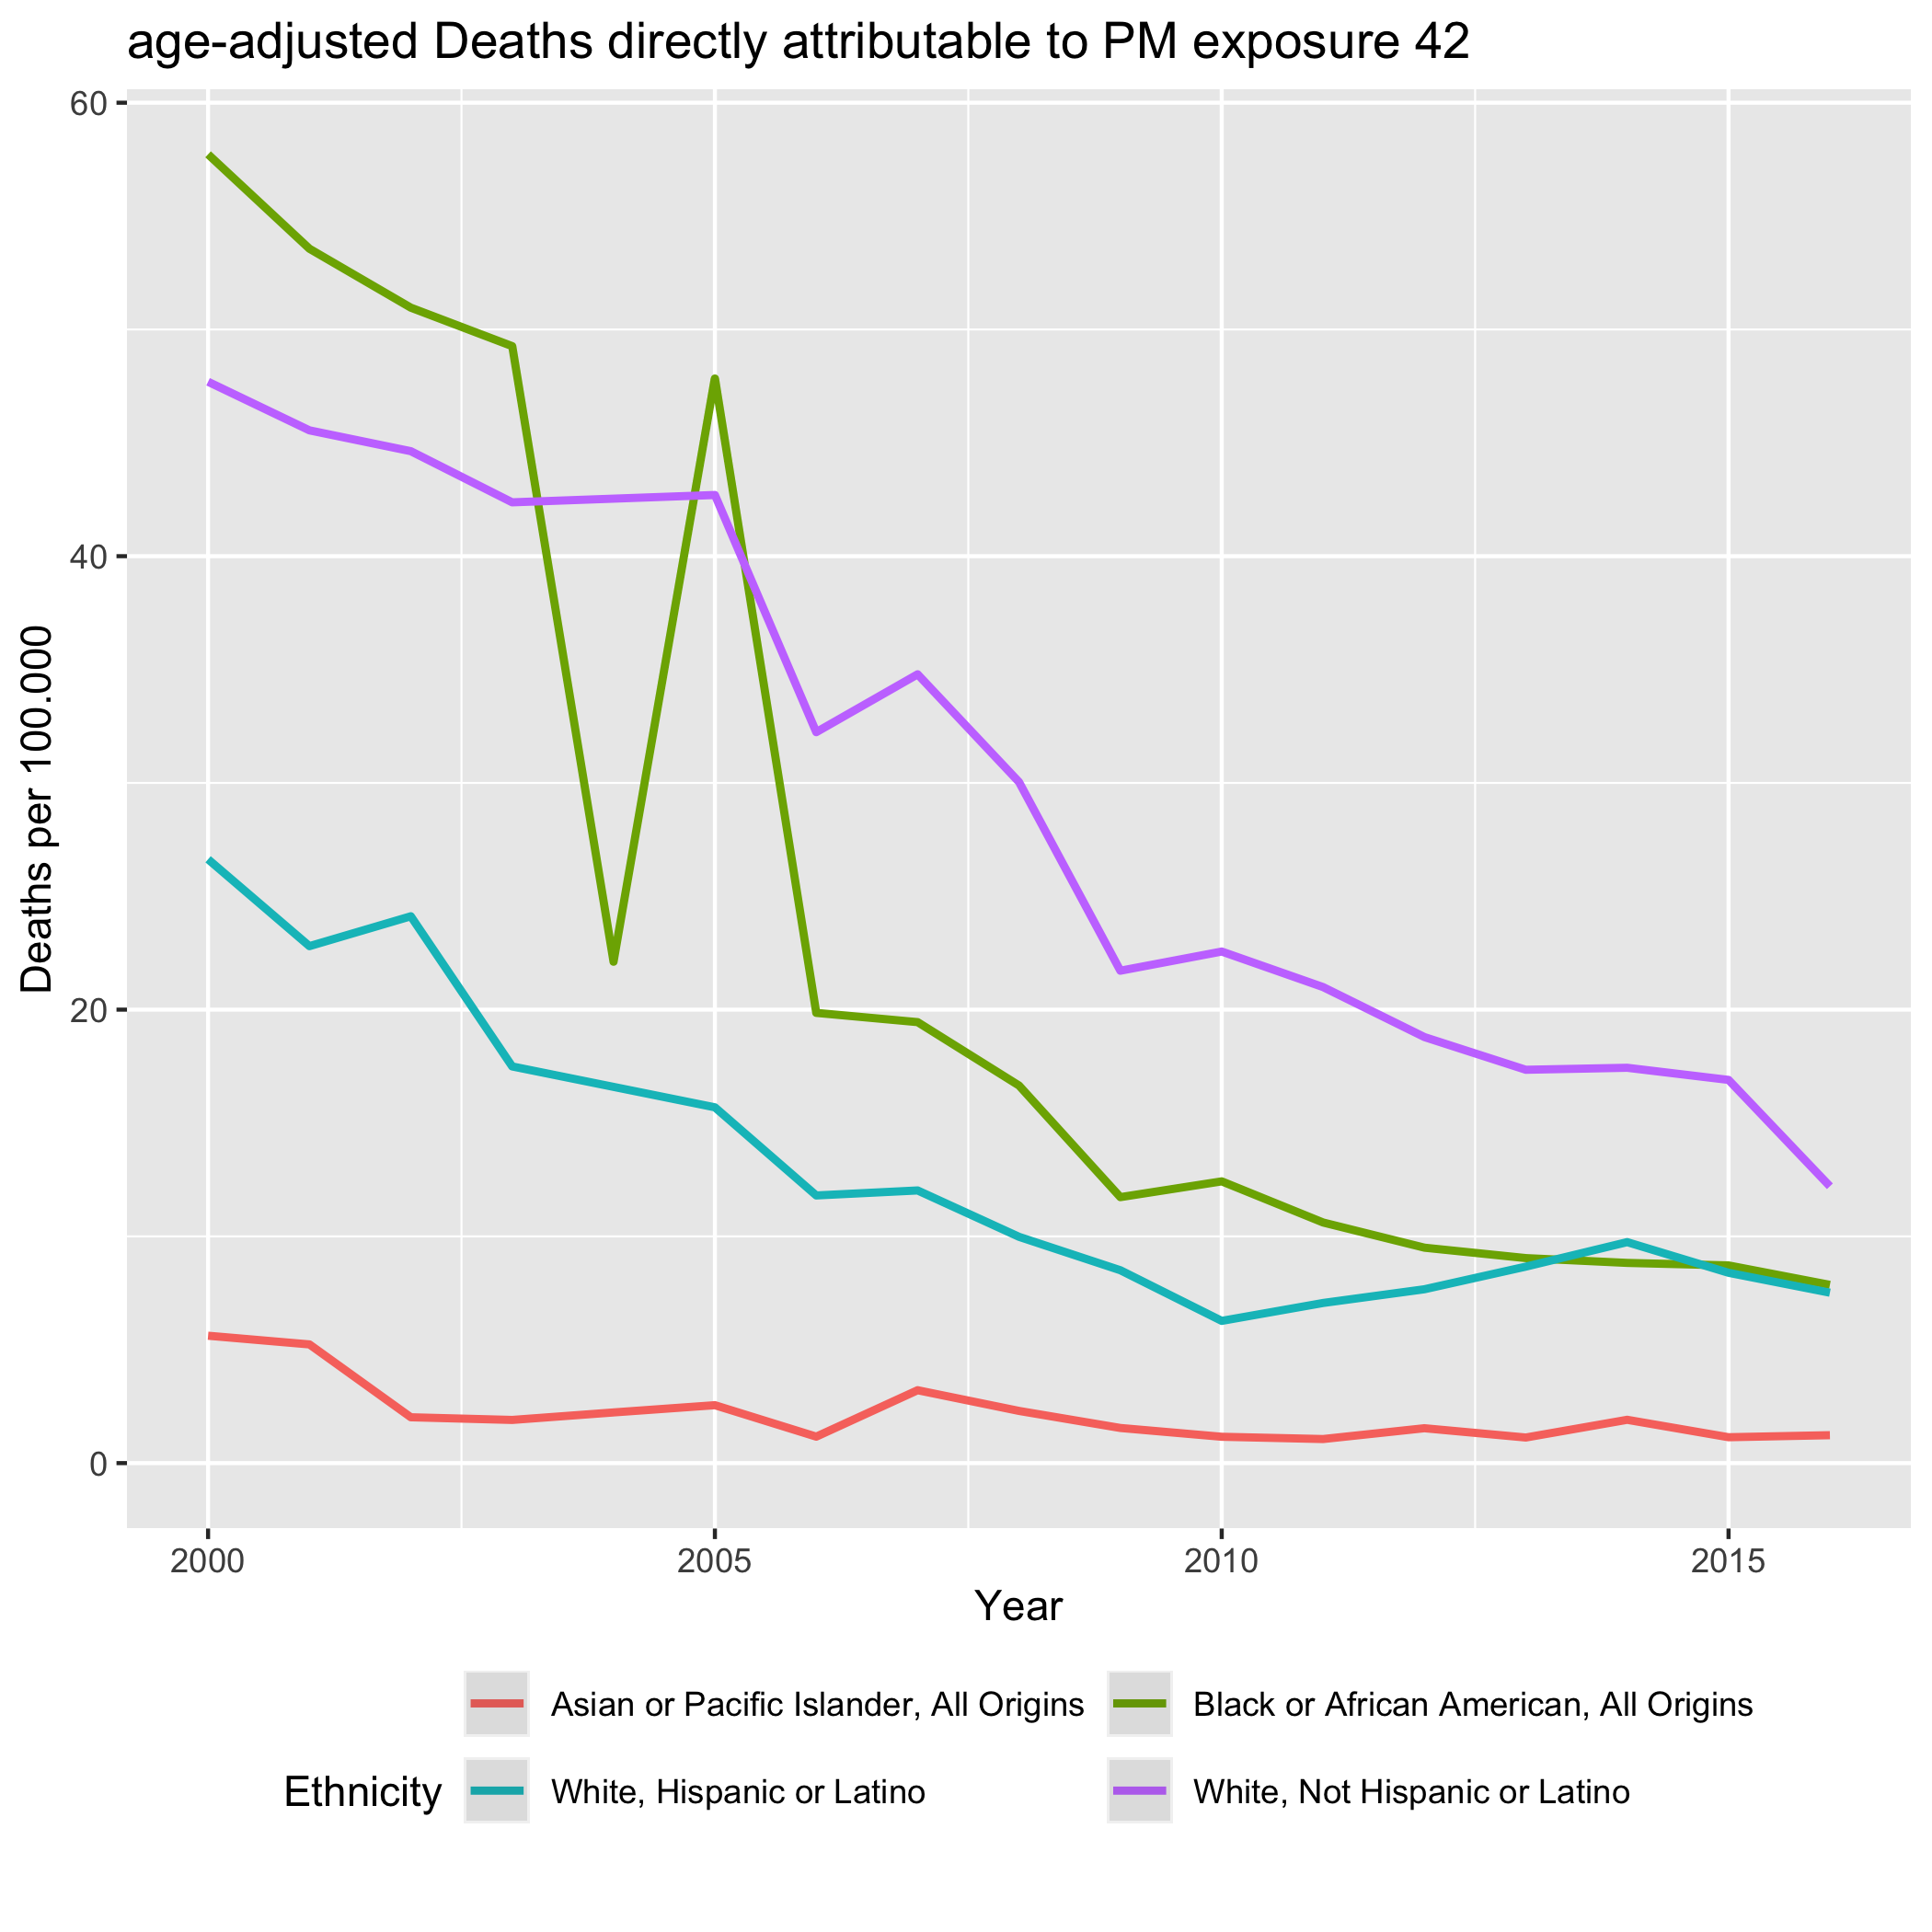 age-adjusted Deaths directly attributable to PM exposure 42
60
40
20
0
Deaths per 100.000
2000 2005 2010 2015
Year
Ethnicity
Asian or Pacific Islander, All Origins
Black or African American, All Origins
White, Hispanic or Latino
White, Not Hispanic or Latino